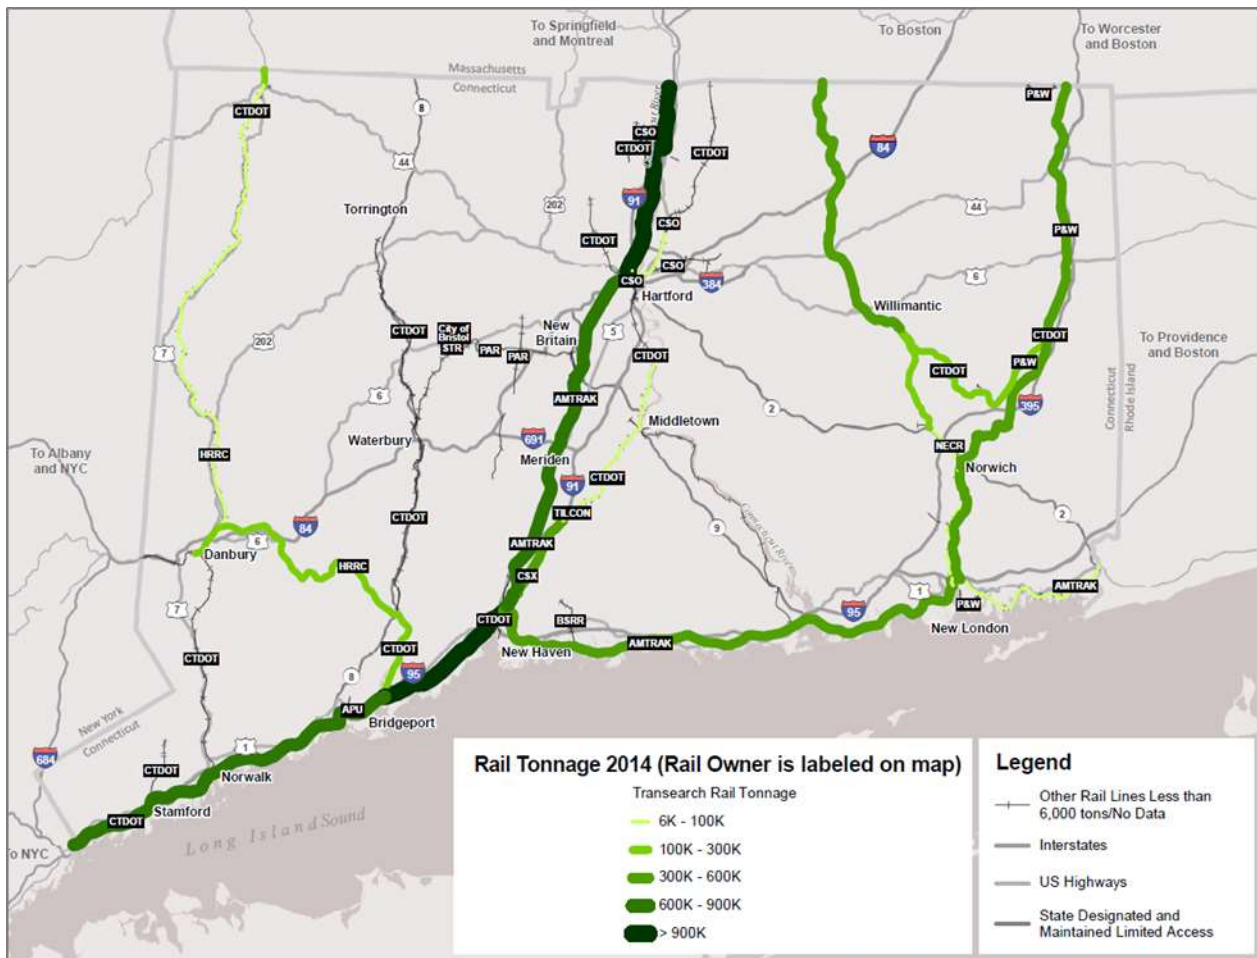 To Springfield
and Montreal
To Boston
To Worcester
and Boston
Massachusetts
Connecticut
CTDOT
8
CSO
CTDOT
CTDOT
P&W
84
44
202
91
Torrington
CTDOT
CSO
CSO
384
CSO
Hartford
44
P&W
6
Willimantic
7
202
CTDOT
City of
Bristol
STR
PAR
PAR
New
Britain
5
CTDOT
CTDOT
P&W
CTDOT
395
To Providence
and Boston
Connecticut
Rhode Island
6
AMTRAK
2
Middletown
Waterbury
691
Meriden
NECR
Norwich
To Albany
and NYC
HRRC
91
CTDOT
TILCON
Connecticut River
9
2
84
CTDOT
6
Danbury
HRRC
AMTRAK
CSX
7
CTDOT
BSRR
1
P&W
AMTRAK
95
New London
CTDOT
CTDOT
New Haven
AMTRAK
8
95
APU
Bridgeport
New York
Connecticut
684
CTDOT
1
Norwalk
Stamford
CTDOT
To NYC
Long Island Sound
Rail Tonnage 2014 (Rail Owner is labeled on map)
Transearch Rail Tonnage
6K - 100K
100K - 300K
300K - 600K
600K - 900K
> 900K
Legend
Other Rail Lines Less than
6,000 tons/No Data
Interstates
US Highways
State Designated and
Maintained Limited Access